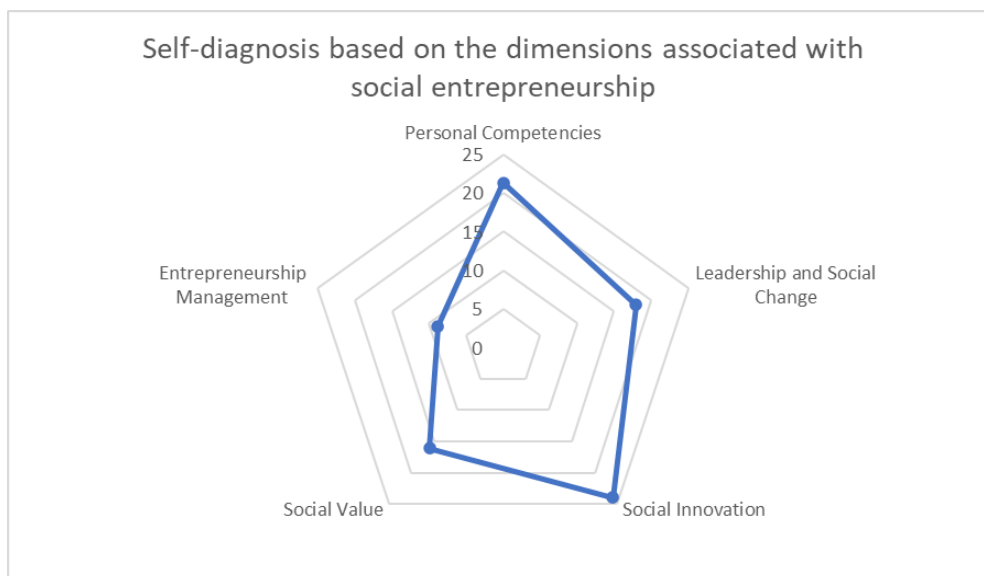 Self-diagnosis based on the dimensions associated with
social entrepreneurship
Personal Competencies
25
20
15
10
5
0
Leadership and Social
Change
Social Innovation
Social Value
Entrepreneurship
Management